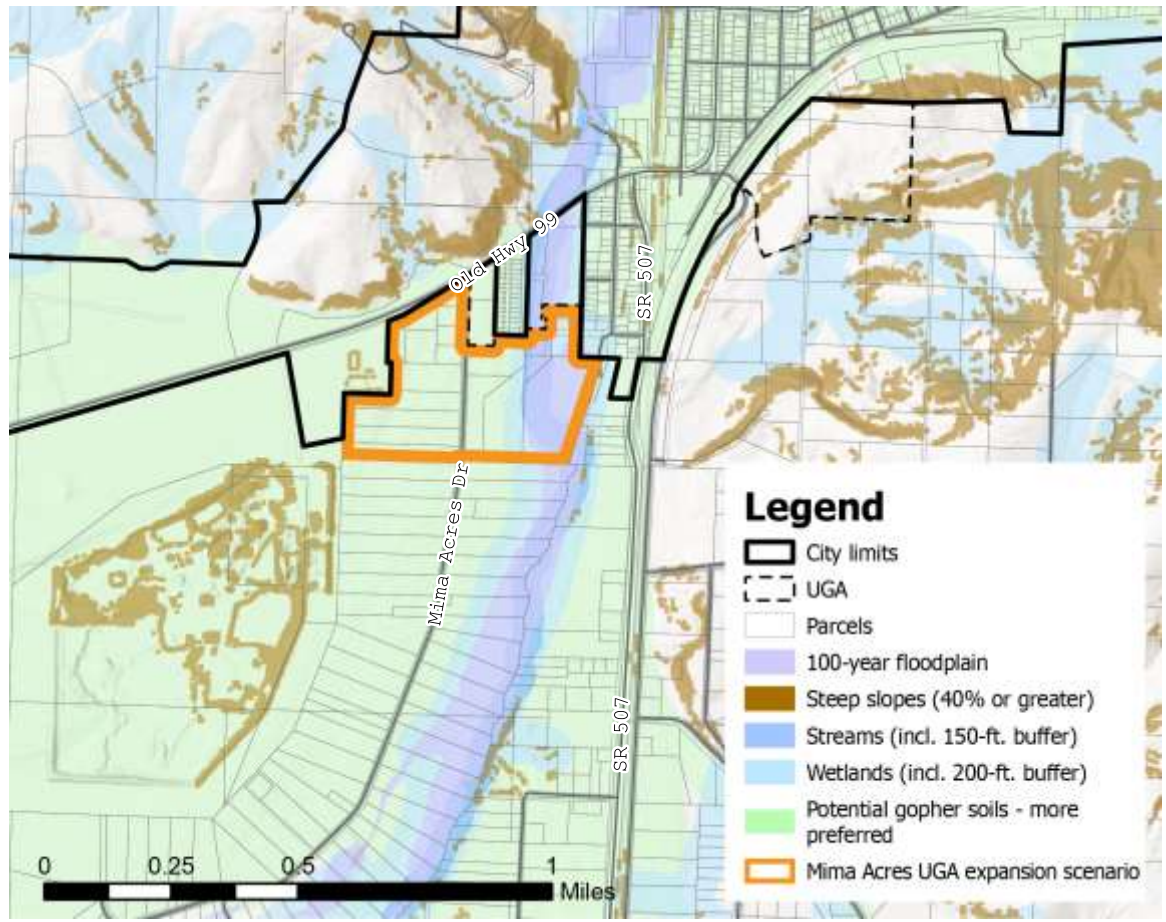 Old Hwy 99
SR 507
Mima Acres Dr
SR 507
Legend
City limits
UGA
Parcels
100-year floodplain
Steep slopes (40% or greater)
Streams (incl. 150-ft. buffer)
Wetlands (incl. 200-ft. buffer)
Potential gopher soils - more
preferred
Mima Acres UGA expansion scenario
0 0.25 0.5 1
Miles